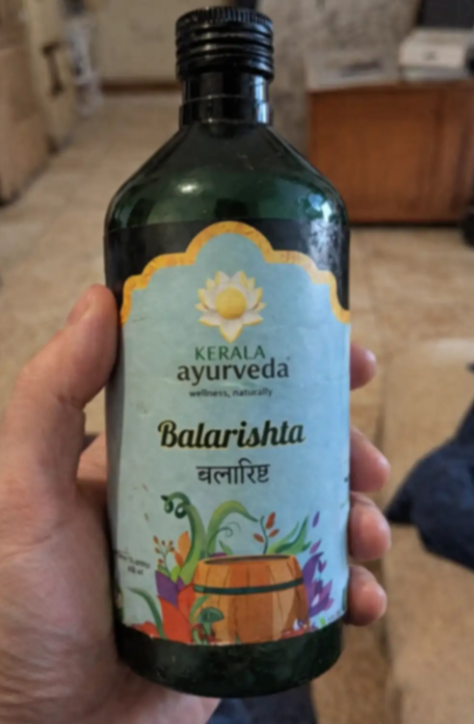 KERALA
ayurveda
wellness, naturally
Balarishta
बलारिष्ट